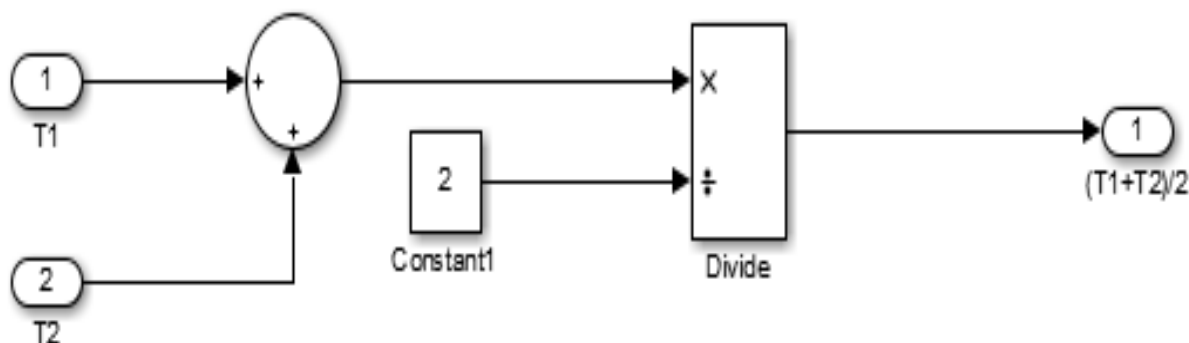 1
T1
+
+
2
Constant1
×
÷
Divide
1
(T1+T2)/2
2
T2